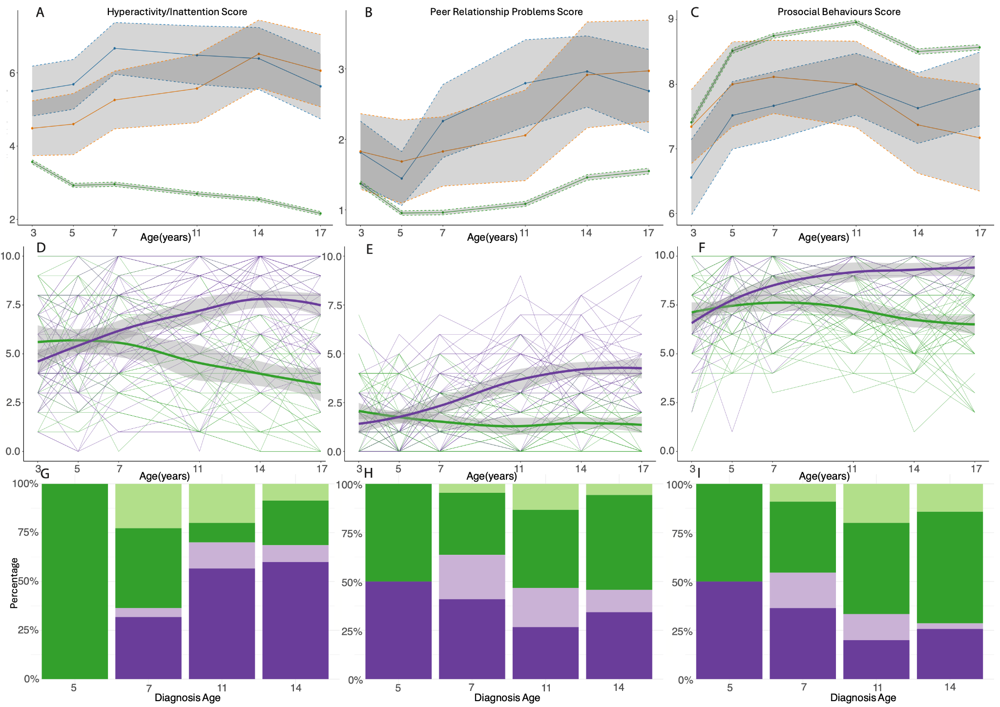 A Hyperactivity/Inattention Score
B Peer Relationship Problems Score
C Prosocial Behaviours Score
6
4
2
3 5 7 11 14 17
Age(years)
3
2
1
3 5 7 11 14 17
Age(years)
9
8
7
6
3 5 7 11 14 17
Age(years)
D
10.0
7.5
5.0
2.5
0.0
3 5 7 11 14 17
Age(years)
E
10.0
7.5
5.0
2.5
0.0
3 5 7 11 14 17
Age(years)
F
10.0
7.5
5.0
2.5
0.0
3 5 7 11 14 17
Age(years)
G
Percentage
100%
75%
50%
25%
0%
5 7 11 14
Diagnosis Age
H
100%
75%
50%
25%
0%
5 7 11 14
Diagnosis Age
I
100%
75%
50%
25%
0%
5 7 11 14
Diagnosis Age